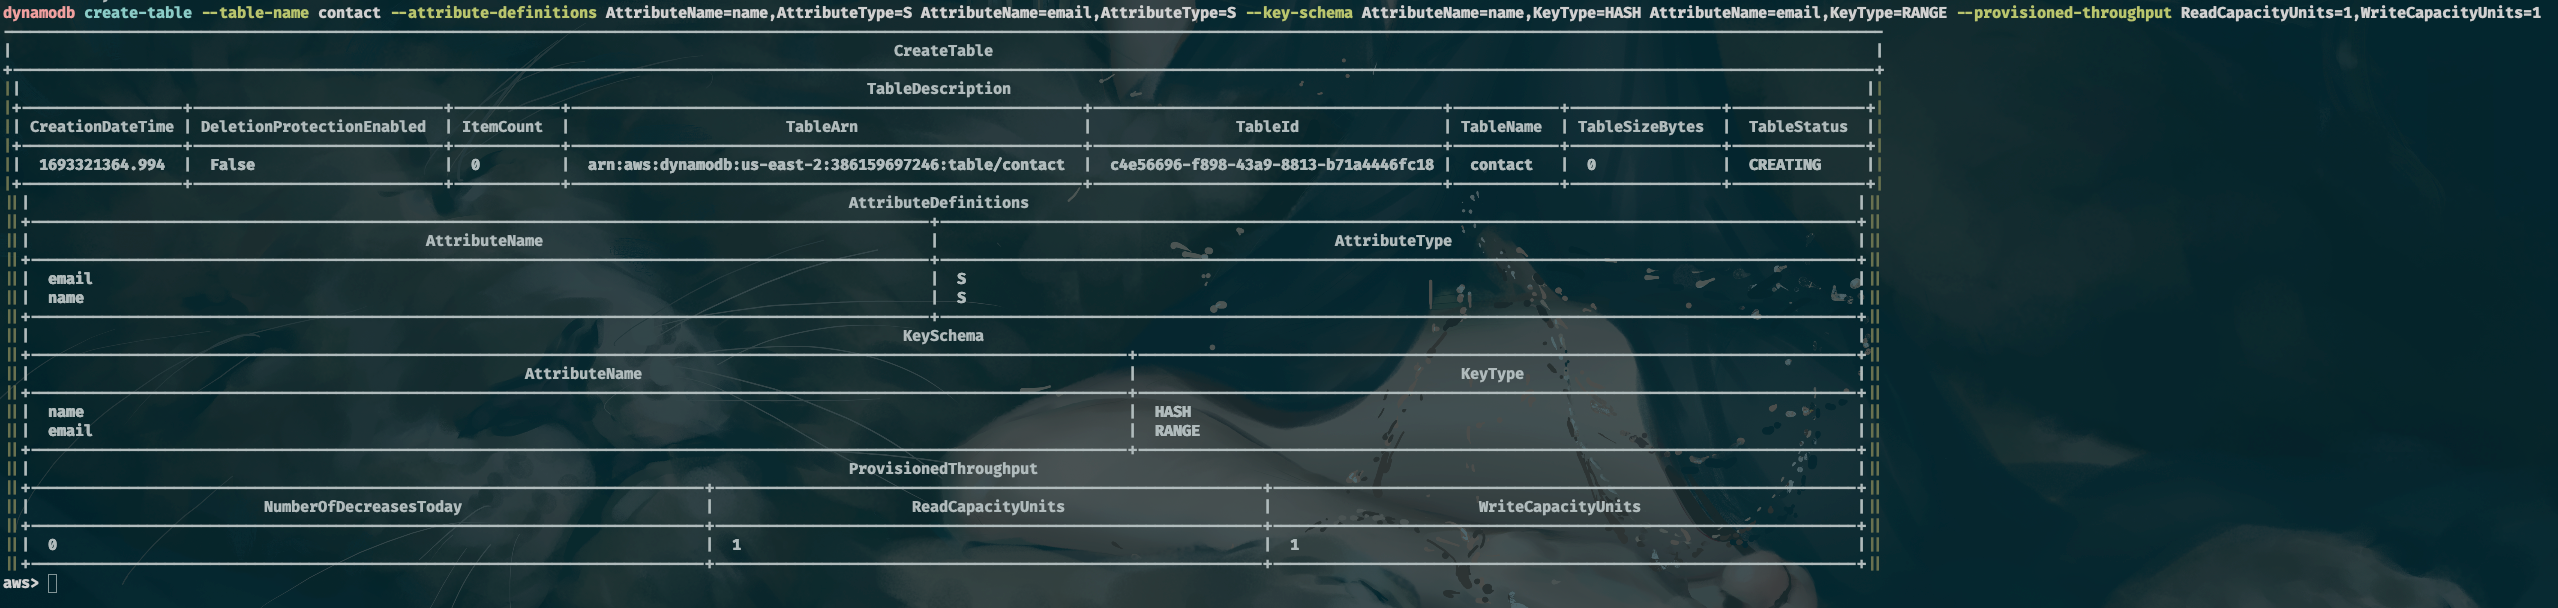 dynamodb create-table --table-name contact --attribute-definitions AttributeName=name,AttributeType=S AttributeName=email,AttributeType=S --key-schema AttributeName=name,KeyType=HASH AttributeName=email,KeyType=RANGE --provisioned-throughput ReadCapacityUnits=1,WriteCapacityUnits=1
CreateTable
TableDescription
CreationDateTime | DeletionProtectionEnabled | ItemCount | TableArn | TableId | TableName | TableSizeBytes | TableStatus
1693321364.994 | False | 0 | arn:aws:dynamodb:us-east-2:386159697246:table/contact | c4e56696-f898-43a9-8813-b71a4446fc18 | contact | 0 | CREATING
AttributeDefinitions
AttributeName | AttributeType
email | S
name | S
KeySchema
AttributeName | KeyType
name | HASH
email | RANGE
ProvisionedThroughput
NumberOfDecreasesToday | ReadCapacityUnits | WriteCapacityUnits
0 | 1 | 1
aws>